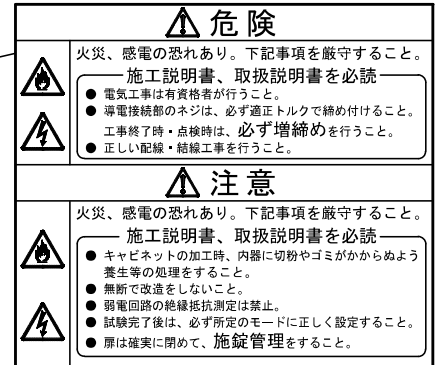 危険
火災、感電の恐れあり。下記事項を厳守すること。
施工説明書、取扱説明書を必読
● 電気工事は有資格者が行うこと。
● 導電接続部のネジは、必ず適正トルクで締め付けること。
工事終了時・点検時は、必ず増締めを行うこと。
● 正しい配線・結線工事を行うこと。
注意
火災、感電の恐れあり。下記事項を厳守すること。
施工説明書、取扱説明書を必読
● キャビネットの加工時、内器に切粉やゴミがかからぬよう
養生等の処理をすること。
● 無断で改造をしないこと。
● 弱電回路の絶縁抵抗測定は禁止。
● 試験完了後は、必ず所定のモードに正しく設定すること。
● 扉は確実に閉めて、施錠管理をすること。